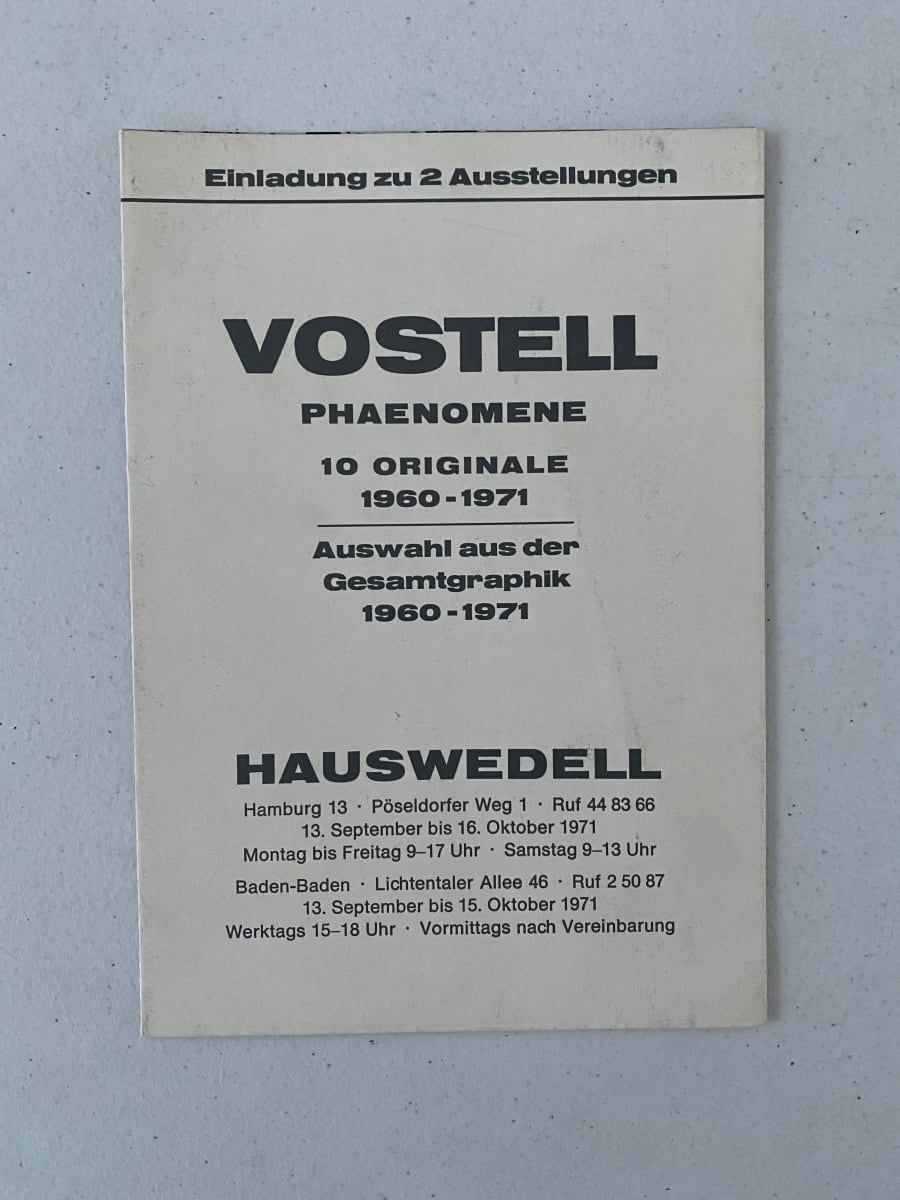 Einladung zu 2 Ausstellungen
VOSTELL
PHAENOMENE
10 ORIGINALE
1960-1971
Auswahl aus der
Gesamtgraphik
1960-1971
HAUSWEDELL
Hamburg 13 · Pöseldorfer Weg 1 · Ruf 44 83 66
13. September bis 16. Oktober 1971
Montag bis Freitag 9–17 Uhr · Samstag 9–13 Uhr
Baden-Baden · Lichtentaler Allee 46 · Ruf 2 50 87
13. September bis 15. Oktober 1971
Werktags 15–18 Uhr · Vormittags nach Vereinbarung